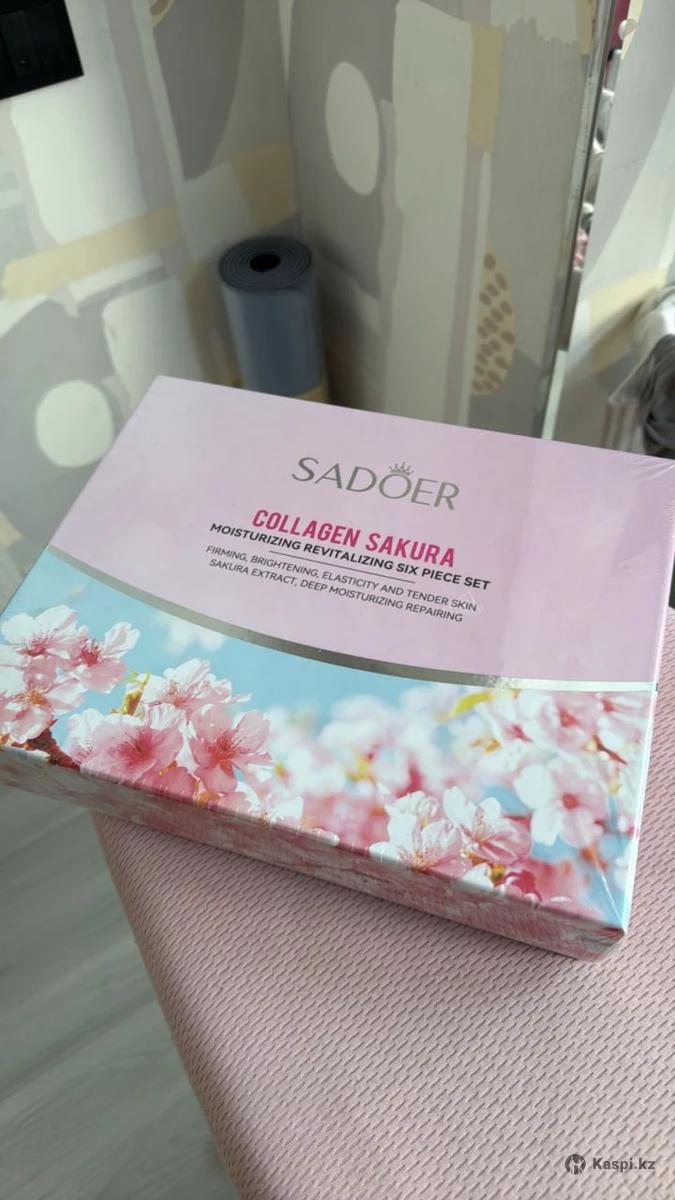 SADOER
COLLAGEN SAKURA
MOISTURIZING REVITALIZING SIX PIECE SET
FIRMING, BRIGHTENING, ELASTICITY AND TENDER SKIN
SAKURA EXTRACT, DEEP MOISTURIZING REPAIRING
Kaspi.kz